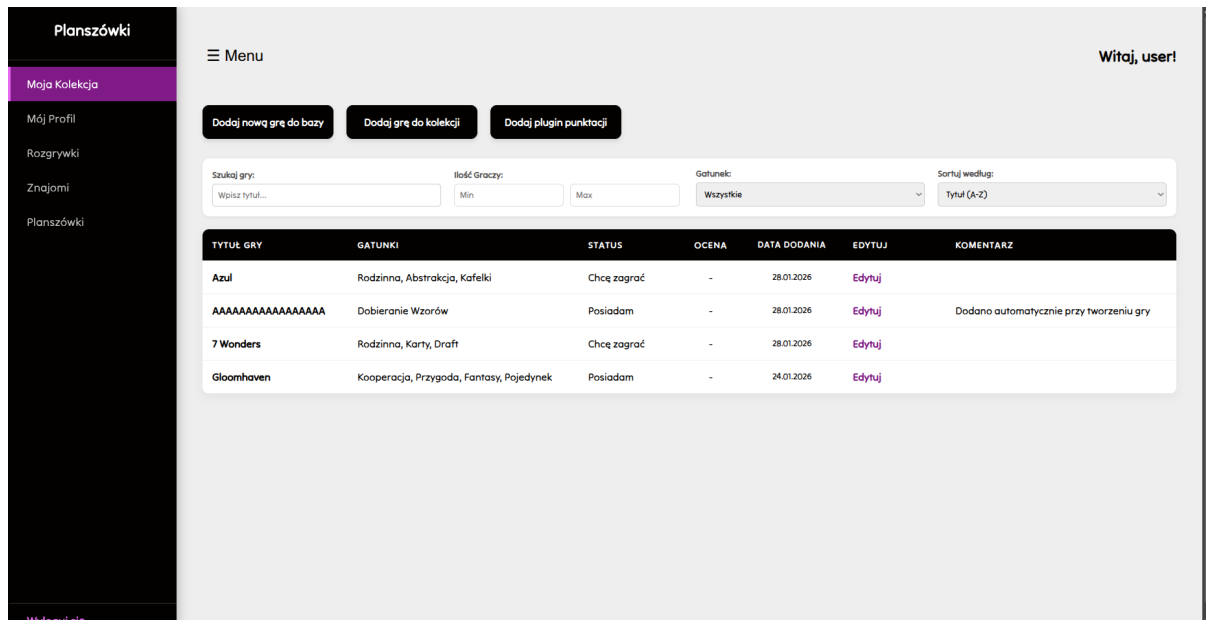 Planszówki
☰ Menu
Witaj, user!
Moja Kolekcja
Mój Profil
Rozgrywki
Znajomi
Planszówki
Dodaj nową grę do bazy
Dodaj grę do kolekcji
Dodaj plugin punktacji
Szukaj gry:
Ilość Graczy:
Gatunek:
Sortuj według:
Wpisz tytuł...
Min
Max
Wszystkie
Tytuł (A-Z)
TYTUŁ GRY GATUNKI STATUS OCENA DATA DODANIA EDYTUJ KOMENTARZ
Azul Rodzinna, Abstrakcja, Kafelki Chcę zagrać - 28.01.2026 Edytuj
AAAAAAAAAAAAAAAAA Dobieranie Wzorów Posiadam - 28.01.2026 Edytuj Dodano automatycznie przy tworzeniu gry
7 Wonders Rodzinna, Karty, Draft Chcę zagrać - 28.01.2026 Edytuj
Gloomhaven Kooperacja, Przygoda, Fantasy, Pojedynek Posiadam - 24.01.2026 Edytuj